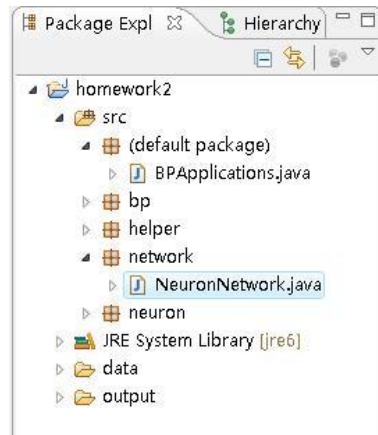 Package Expl Hierarchy
homework2
src
(default package)
BPApplications.java
bp
helper
network
NeuronNetwork.java
neuron
JRE System Library [jre6]
data
output